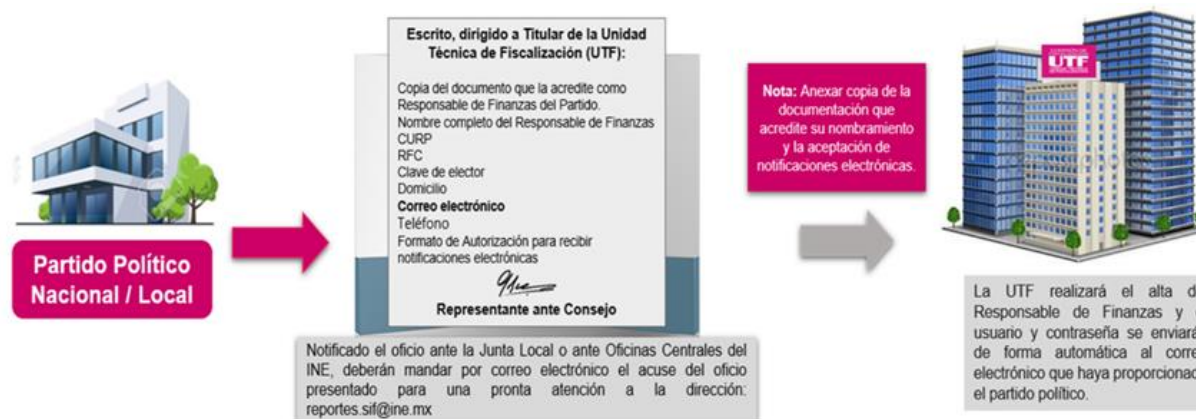 Partido Político
Nacional / Local
Escrito, dirigido a Titular de la Unidad
Técnica de Fiscalización (UTF):
Copia del documento que la acredite como
Responsable de Finanzas del Partido.
Nombre completo del Responsable de Finanzas
CURP
RFC
Clave de elector
Domicilio
Correo electrónico
Teléfono
Formato de Autorización para recibir
notificaciones electrónicas
Representante ante Consejo
Notificado el oficio ante la Junta Local o ante Oficinas Centrales del
INE, deberán mandar por correo electrónico el acuse del oficio
presentado para una pronta atención a la dirección:
reportes.sif@ine.mx
Nota: Anexar copia de la
documentación que
acredite su nombramiento
y la aceptación de
notificaciones electrónicas.
UTF
La UTF realizará el alta d
Responsable de Finanzas y
usuario y contraseña se enviará
de forma automática al corre
electrónico que haya proporcionad
el partido político.